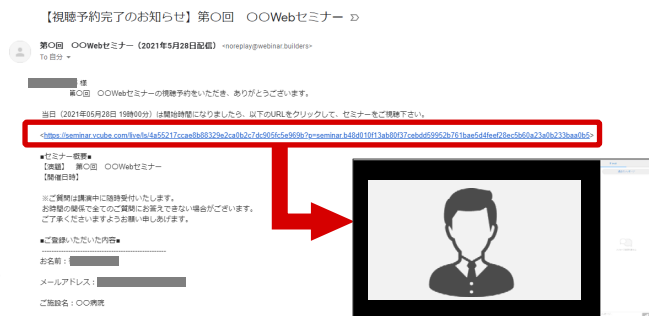 【視聴予約完了のお知らせ】第〇回　〇〇Webセミナー
第〇回　〇〇Webセミナー（2021年5月28日配信） <noreplay@webinar.builders>
To 自分
様
第〇回　〇〇Webセミナーの視聴予約をいただき、ありがとうございます。
当日（2021年05月28日 19時00分）は開始時間になりましたら、以下のURLをクリックして、セミナーをご視聴下さい。
<https://seminar.vcube.com/live/ls/4a55217ccae8b88329e2ca0b2c7dc905fc5e969b?p=seminar.b48d010f13ab80f37cebdd59952b761bae5d4feef28ec5b60a23a0b233baa0b5>
■セミナー概要■
【演題】　第〇回　〇〇Webセミナー
【開催日時】
※ご質問は講演中に随時受付いたします。
お時間の関係で全てのご質問にお答えできない場合がございます。
ご了承くださいますようお願い申しあげます。
■ご登録いただいた内容■
----------------------------------------
お名前：
メールアドレス：
ご施設名：〇〇病院